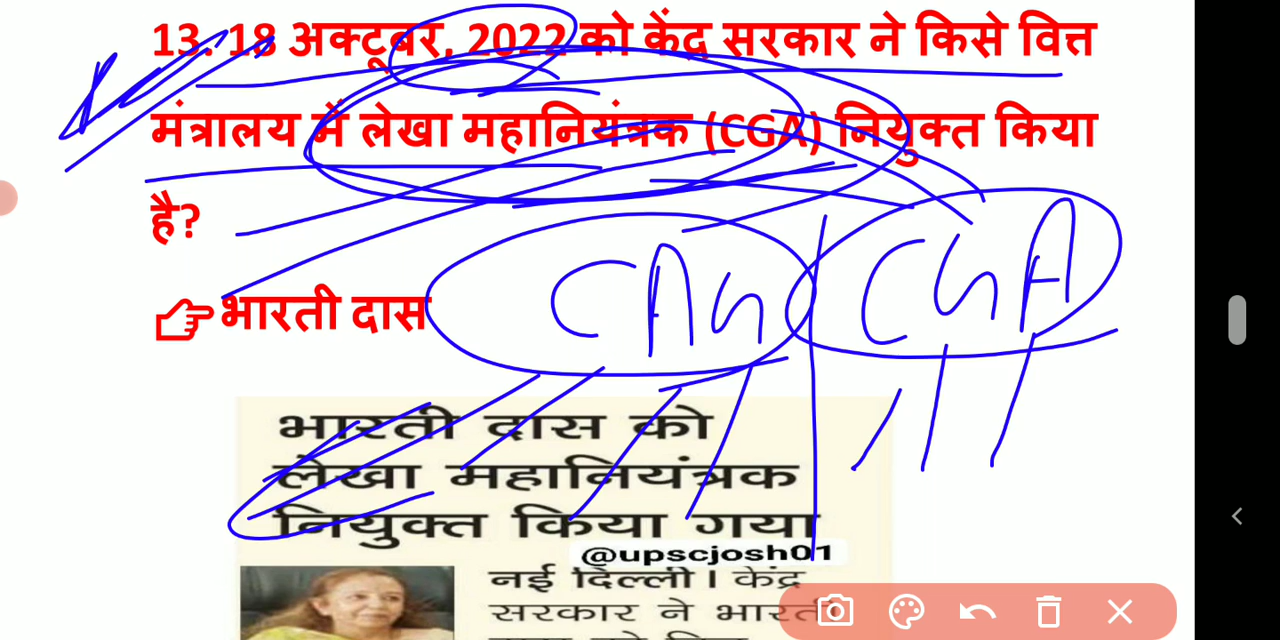 13. 18 अक्टूबर, 2022 को केंद्र सरकार ने किसे वित्त
मंत्रालय में लेखा महानियंत्रक (CGA) नियुक्त किया
है?
भारती दास
CAG CGA
भारती दास को
लेखा महानियंत्रक
नियुक्त किया गया
@upscjosh01
नई दिल्ली। केंद्र
सरकार ने भारती